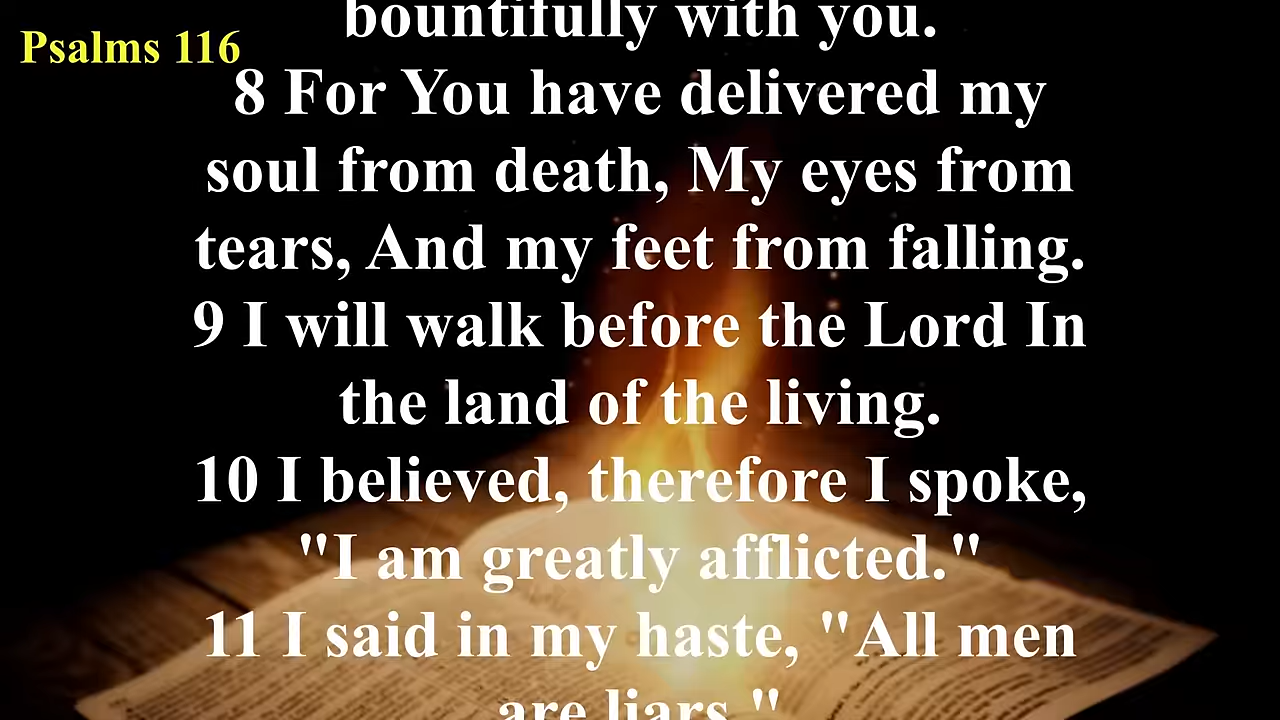 Psalms 116
bountifully with you.
8 For You have delivered my
soul from death, My eyes from
tears, And my feet from falling.
9 I will walk before the Lord In
the land of the living.
10 I believed, therefore I spoke,
"I am greatly afflicted."
11 I said in my haste, "All men
are liars."